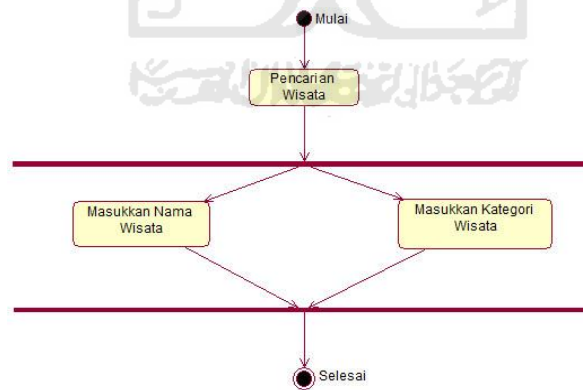 Mulai
Pencarian
Wisata
Masukkan Nama
Wisata
Masukkan Kategori
Wisata
Selesai